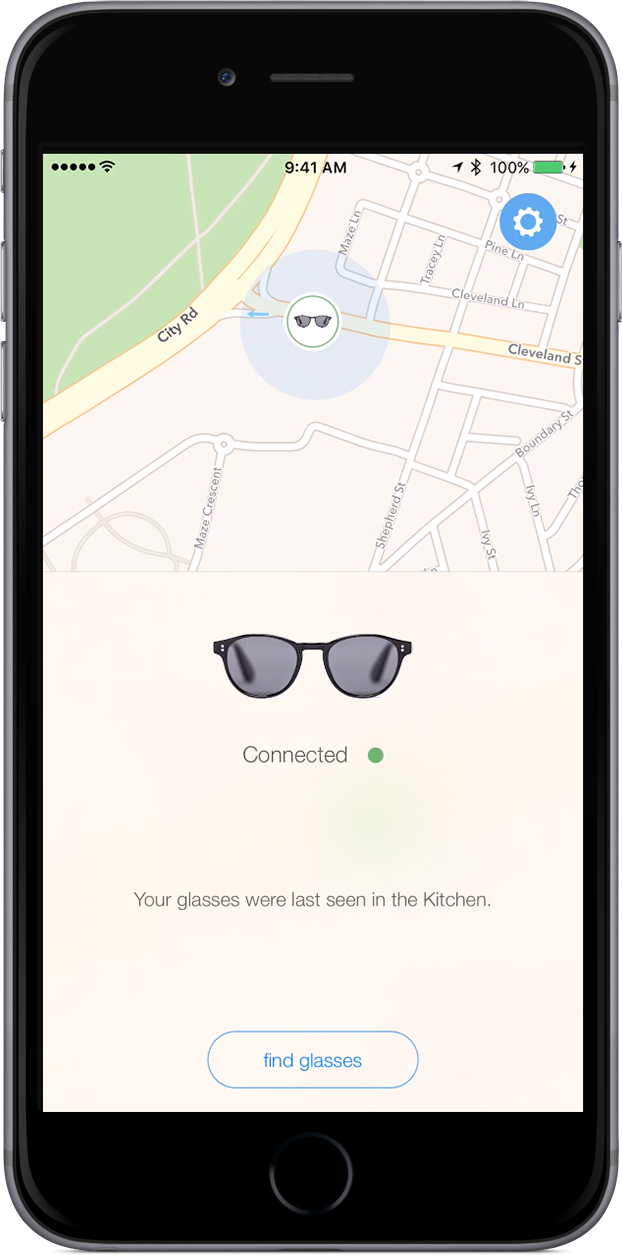 9:41 AM
100%
St
Maze Ln
Tracey Ln
Pine Ln
Cleveland Ln
City Rd
Cleveland S
Boundary St
Maze Crescent
Shepherd St
Ivy Ln
Ivy St
Tho
Connected
Your glasses were last seen in the Kitchen.
find glasses